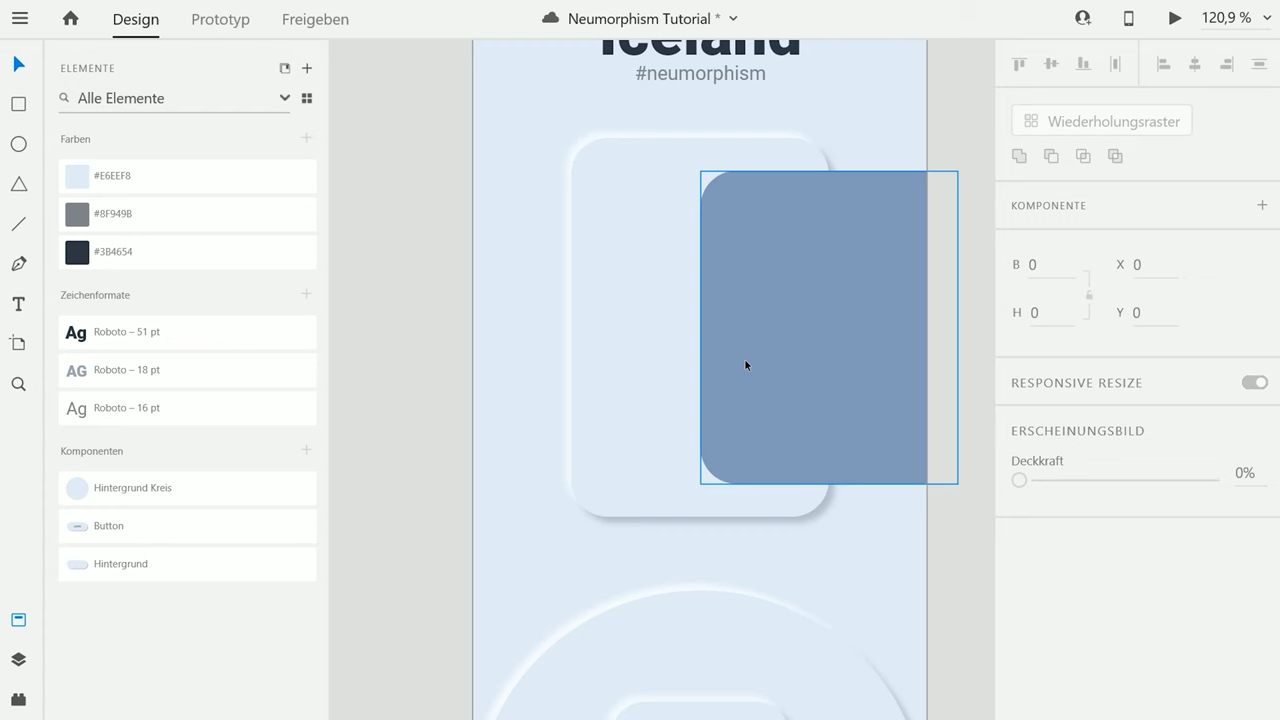 Design
Prototyp
Freigeben
Neumorphism Tutorial *
120,9 %
ELEMENTE
Alle Elemente
Farben
#E6EEF8
#8F949B
#3B4654
Zeichenformate
Ag Roboto – 51 pt
AG Roboto – 18 pt
Ag Roboto – 16 pt
Komponenten
Hintergrund Kreis
Button
Hintergrund
Iceland
#neumorphism
Wiederholungsraster
KOMPONENTE
B 0
X 0
H 0
Y 0
RESPONSIVE RESIZE
ERSCHEINUNGSBILD
Deckkraft
0%